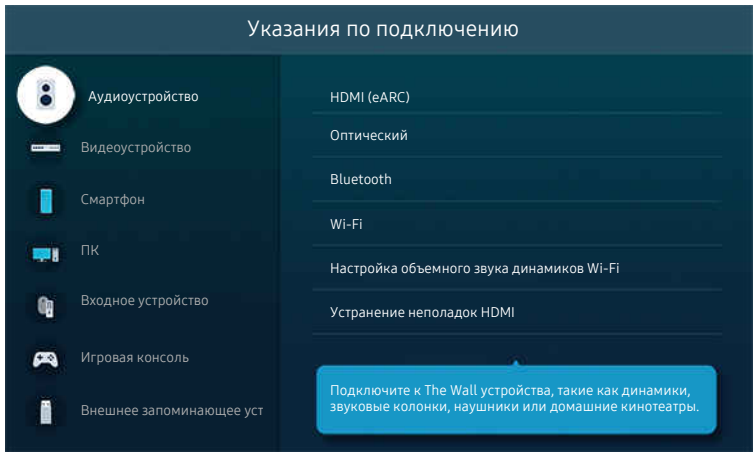 Указания по подключению
Аудиоустройство
Видеоустройство
Смартфон
ПК
Входное устройство
Игровая консоль
Внешнее запоминающее уст
HDMI (eARC)
Оптический
Bluetooth
Wi-Fi
Настройка объемного звука динамиков Wi-Fi
Устранение неполадок HDMI
Подключите к The Wall устройства, такие как динамики,
звуковые колонки, наушники или домашние кинотеатры.